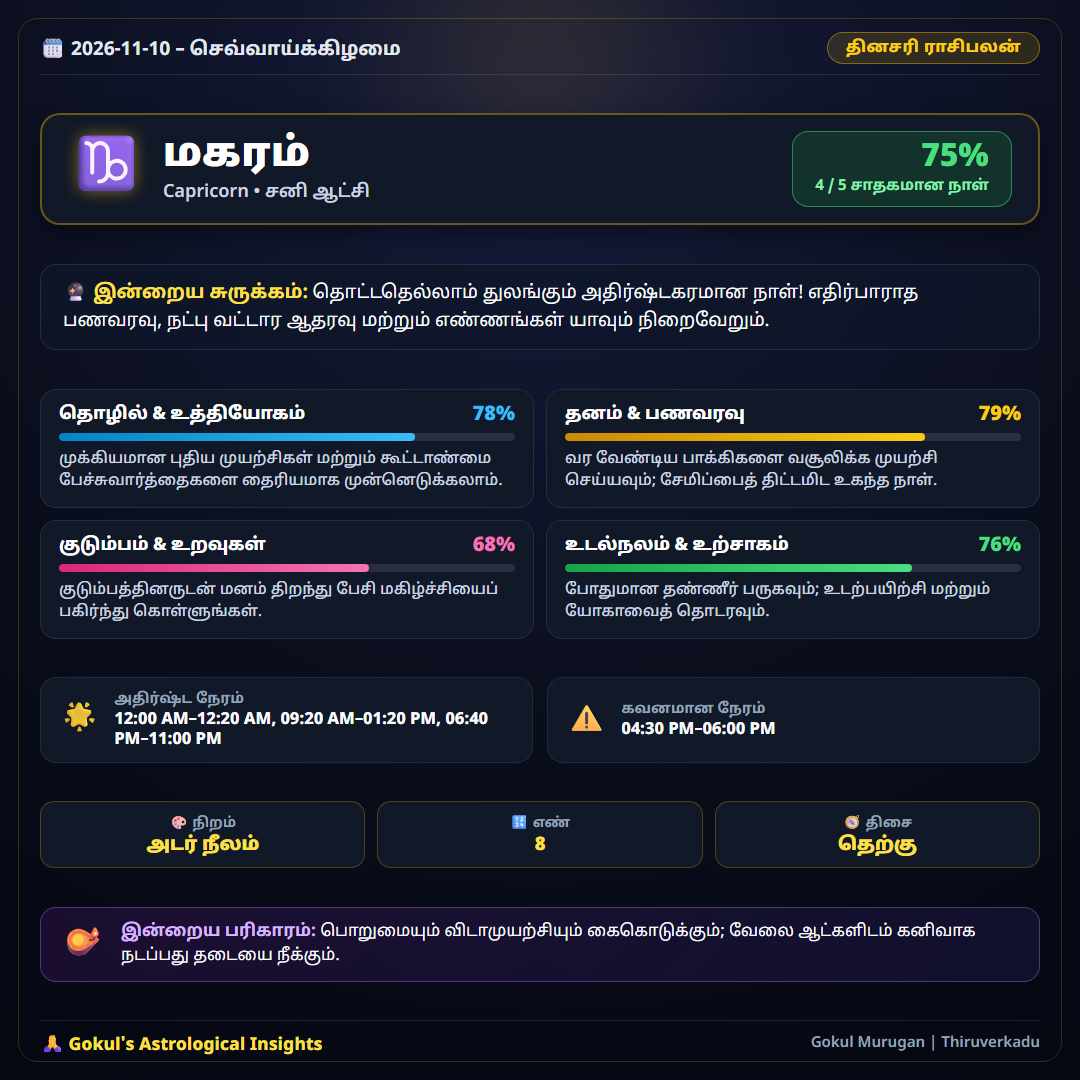 2026-11-10 – செவ்வாய்க்கிழமை
தினசரி ராசிபலன்
மகரம்
Capricorn • சனி ஆட்சி
75%
4 / 5 சாதகமான நாள்
இன்றைய சுருக்கம்: தொட்டதெல்லாம் துலங்கும் அதிர்ஷ்டகரமான நாள்! எதிர்பாராத
பணவரவு, நட்பு வட்டார ஆதரவு மற்றும் எண்ணங்கள் யாவும் நிறைவேறும்.
தொழில் & உத்தியோகம் 78%
முக்கியமான புதிய முயற்சிகள் மற்றும் கூட்டாண்மை
பேச்சுவார்த்தைகளை தைரியமாக முன்னெடுக்கலாம்.
தனம் & பணவரவு 79%
வர வேண்டிய பாக்கிகளை வசூலிக்க முயற்சி
செய்யவும்; சேமிப்பைத் திட்டமிட உகந்த நாள்.
குடும்பம் & உறவுகள் 68%
குடும்பத்தினருடன் மனம் திறந்து பேசி மகிழ்ச்சியைப்
பகிர்ந்து கொள்ளுங்கள்.
உடல்நலம் & உற்சாகம் 76%
போதுமான தண்ணீர் பருகவும்; உடற்பயிற்சி மற்றும்
யோகாவைத் தொடரவும்.
அதிர்ஷ்ட நேரம்
12:00 AM–12:20 AM, 09:20 AM–01:20 PM, 06:40
PM–11:00 PM
கவனமான நேரம்
04:30 PM–06:00 PM
நிறம்
அடர் நீலம்
எண்
8
திசை
தெற்கு
இன்றைய பரிகாரம்: பொறுமையும் விடாமுயற்சியும் கைகொடுக்கும்; வேலை ஆட்களிடம் கனிவாக
நடப்பது தடையை நீக்கும்.
Gokul's Astrological Insights
Gokul Murugan | Thiruverkadu